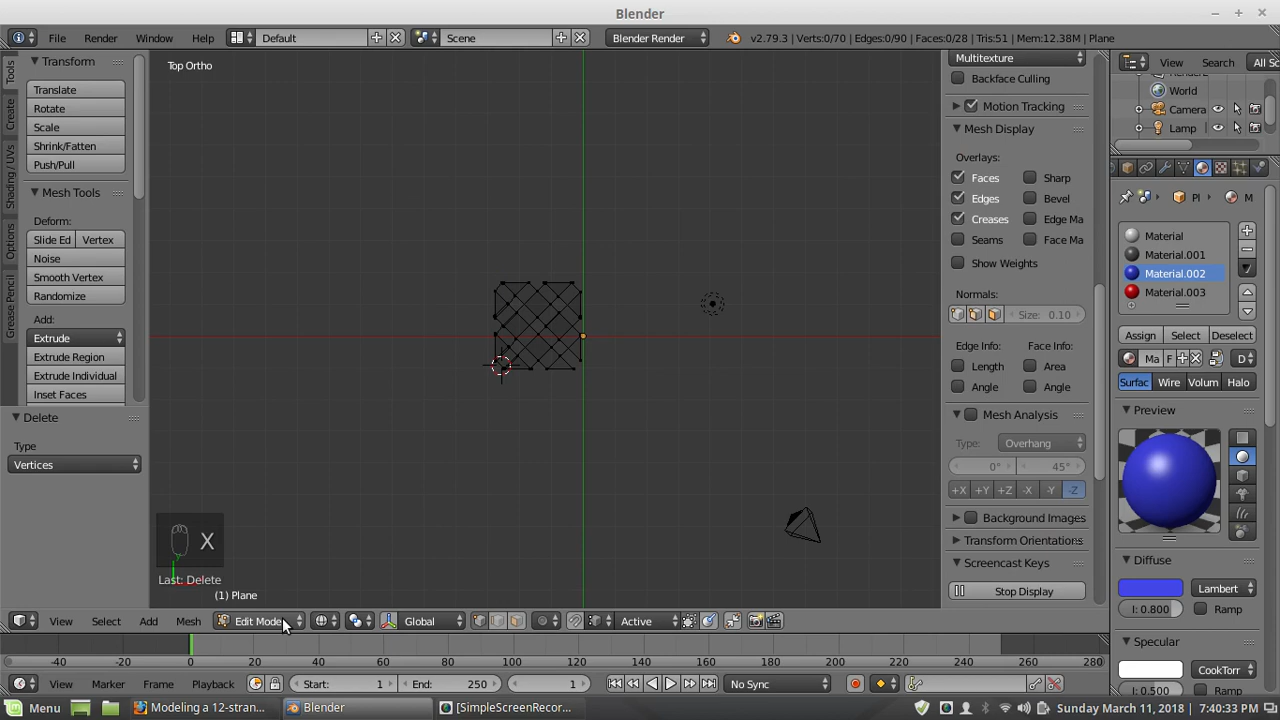 Blender
File Render Window Help Default Scene Blender Render v2.79.3 | Verts:0/70 | Edges:0/90 | Faces:0/28 | Tris:51 | Mem:12.38M | Plane
Tools
Create
Shading / UVs
Options
Grease Pencil
Transform
Translate
Rotate
Scale
Shrink/Fatten
Push/Pull
Mesh Tools
Deform:
Slide Ed Vertex
Noise
Smooth Vertex
Randomize
Add:
Extrude
Extrude Region
Extrude Individual
Inset Faces
Delete
Type
Vertices
Top Ortho
X
Last: Delete
(1) Plane
Multitexture
Backface Culling
Motion Tracking
Mesh Display
Overlays:
Faces Sharp
Edges Bevel
Creases Edge Ma
Seams Face Ma
Show Weights
Normals:
Size: 0.10
Edge Info: Face Info:
Length Area
Angle Angle
Mesh Analysis
Type: Overhang
0° 45°
+X +Y +Z -X -Y -Z
Background Images
Transform Orientations
Screencast Keys
Stop Display
View Search All Sc
World
Camera
Lamp
Pl M
Material
Material.001
Material.002
Material.003
Assign Select Deselect
Ma F D
Surfac Wire Volum Halo
Preview
Diffuse
Lambert
I: 0.800 Ramp
Specular
CookTorr
I: 0.500 Ramp
View Select Add Mesh Edit Mode Global Active
-40 -20 0 20 40 60 80 100 120 140 160 180 200 220 240 260 280
View Marker Frame Playback Start: 1 End: 250 1 No Sync
Menu Modeling a 12-stran... Blender [SimpleScreenRecor... Sunday March 11, 2018 | 7:40:33 PM